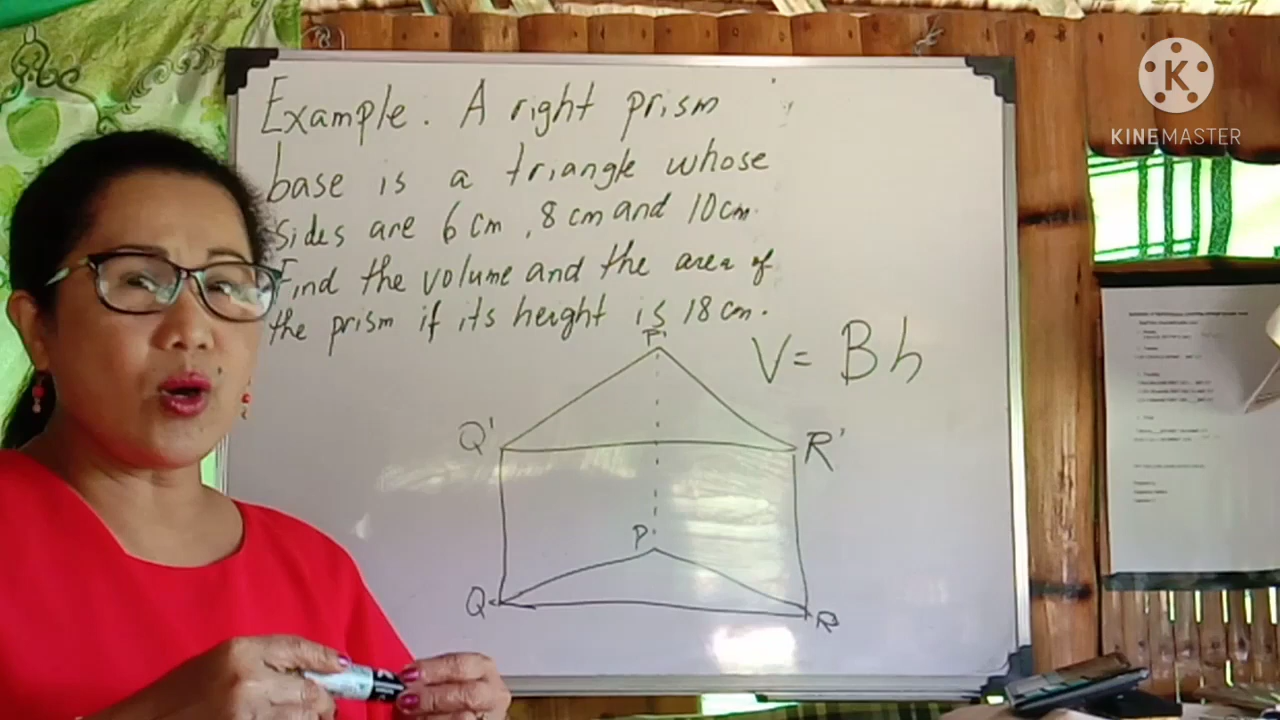 Example. A right prism
base is a triangle whose
sides are 6 cm, 8 cm and 10 cm.
Find the volume and the area of
the prism if its height is 18 cm.
V = Bh
P'
Q'
R'
P
Q
R
KINEMASTER